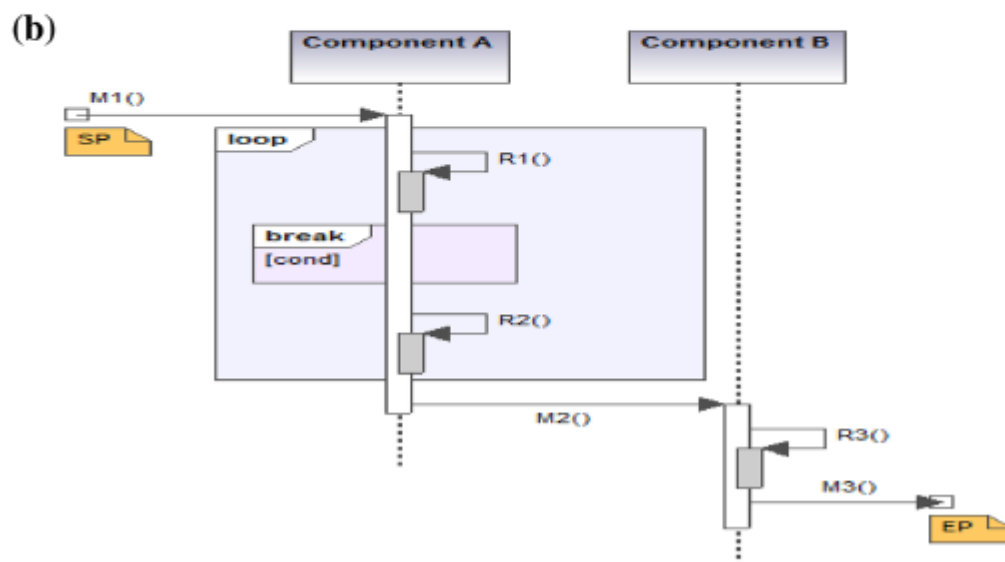 (b)
Component A
Component B
M1()
SP
loop
R1()
break
[cond]
R2()
M2()
R3()
M3()
EP